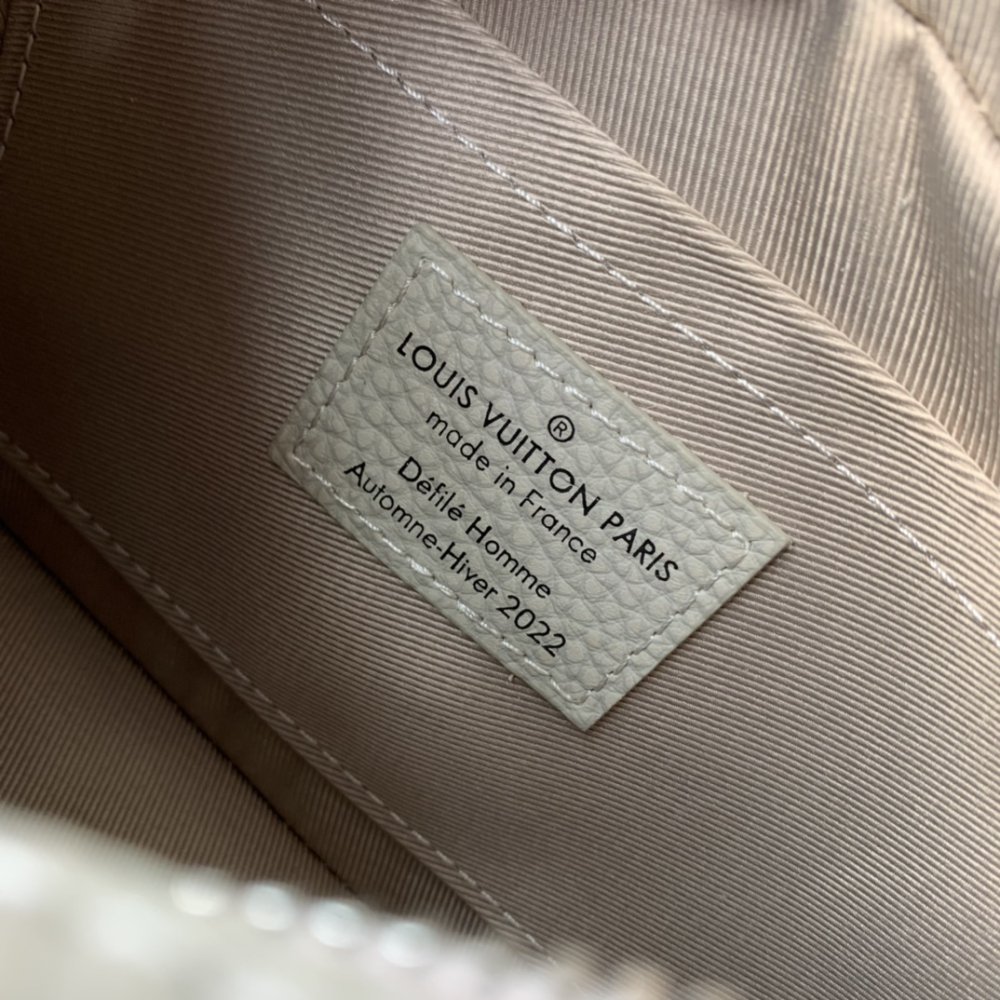 ®
LOUIS VUITTON PARIS
made in France
Défilé Homme
Automne-Hiver 2022